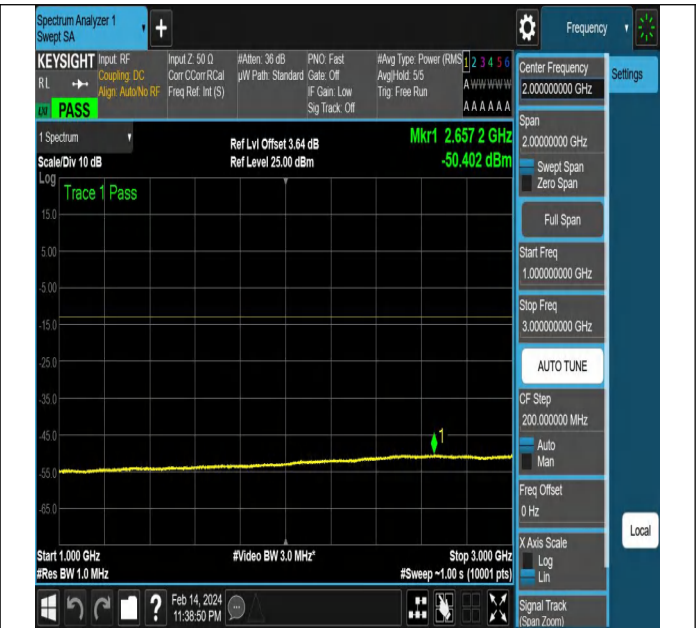 Spectrum Analyzer 1
Swept SA
+
Frequency
KEYSIGHT
Input: RF
Input Z: 50 Ω
#Atten: 36 dB
PNO: Fast
#Avg Type: Power (RMS
1 2 3 4 5 6
RL
Coupling: DC
Corr CCorr RCal
µW Path: Standard
Gate: Off
Avg|Hold: 5/5
A W W W W W
Align: Auto/No RF
Freq Ref: Int (S)
IF Gain: Low
Trig: Free Run
Sig Track: Off
A A A A A A
PASS
1 Spectrum
Ref Lvl Offset 3.64 dB
Mkr1 2.657 2 GHz
Scale/Div 10 dB
Ref Level 25.00 dBm
-50.402 dBm
Log
Trace 1 Pass
15.0
5.00
-5.00
-15.0
-25.0
-35.0
-45.0
1
-55.0
-65.0
Start 1.000 GHz
#Video BW 3.0 MHz*
Stop 3.000 GHz
#Res BW 1.0 MHz
#Sweep ~1.00 s (10001 pts)
Feb 14, 2024
11:38:50 PM
?
Center Frequency
2.000000000 GHz
Settings
Span
2.00000000 GHz
Swept Span
Zero Span
Full Span
Start Freq
1.000000000 GHz
Stop Freq
3.000000000 GHz
AUTO TUNE
CF Step
200.000000 MHz
Auto
Man
Freq Offset
0 Hz
Local
X Axis Scale
Log
Lin
Signal Track
(Span Zoom)